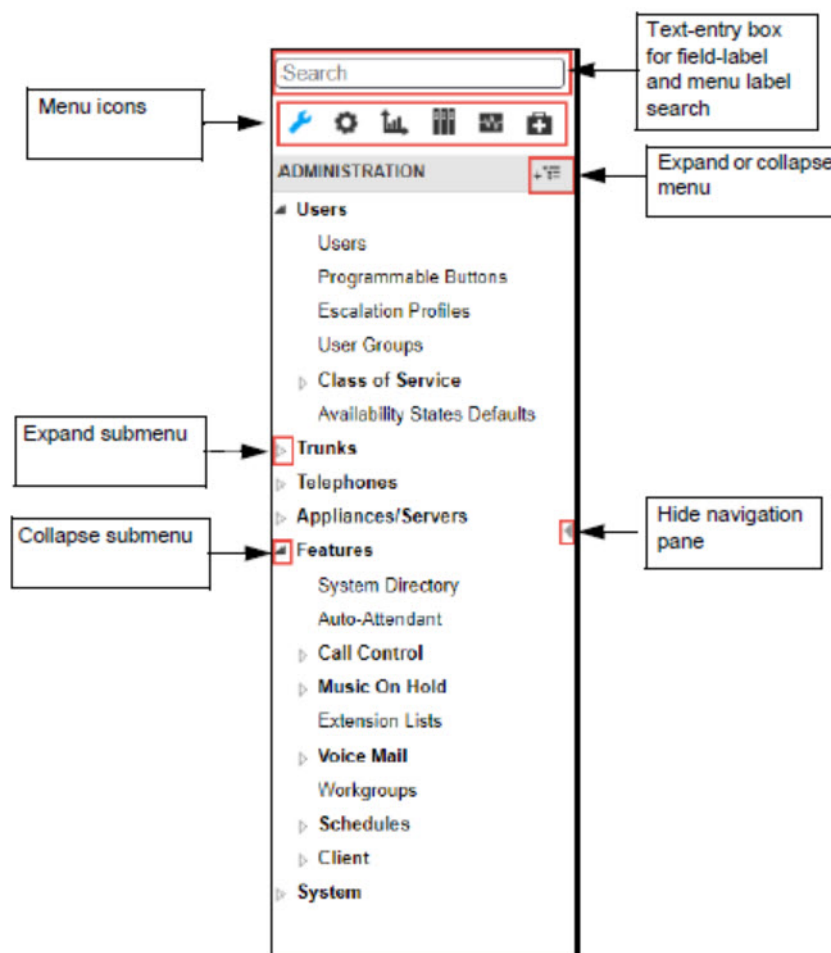 Text-entry box
for field-label
and menu label
search
Search
Menu icons
Expand or collapse
menu
ADMINISTRATION
Users
Users
Programmable Buttons
Escalation Profiles
User Groups
Class of Service
Availability States Defaults
Expand submenu
Trunks
Telephones
Appliances/Servers
Hide navigation
pane
Collapse submenu
Features
System Directory
Auto-Attendant
Call Control
Music On Hold
Extension Lists
Voice Mail
Workgroups
Schedules
Client
System